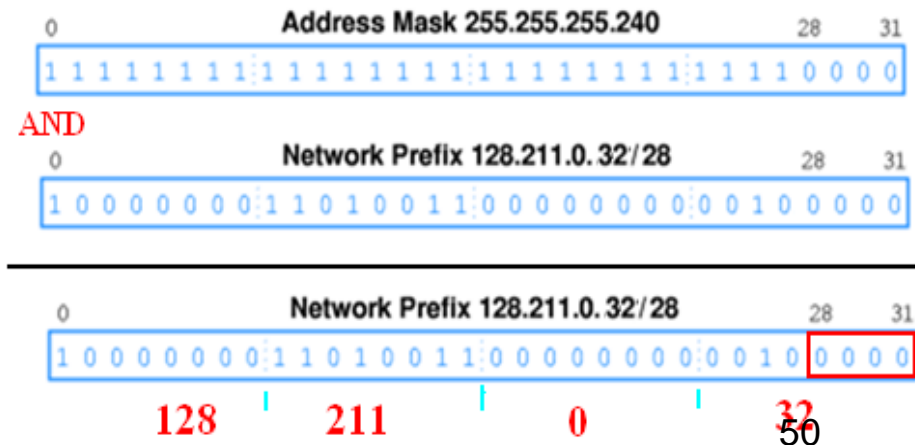 Address Mask 255.255.255.240
0 28 31
1 1 1 1 1 1 1 1 1 1 1 1 1 1 1 1 1 1 1 1 1 1 1 1 1 1 1 1 0 0 0 0
AND
Network Prefix 128.211.0.32/28
0 28 31
1 0 0 0 0 0 0 0 1 1 0 1 0 0 1 1 0 0 0 0 0 0 0 0 0 0 1 0 0 0 0 0
Network Prefix 128.211.0.32/28
0 28 31
1 0 0 0 0 0 0 0 1 1 0 1 0 0 1 1 0 0 0 0 0 0 0 0 0 0 1 0 0 0 0 0
128 211 0 32
50